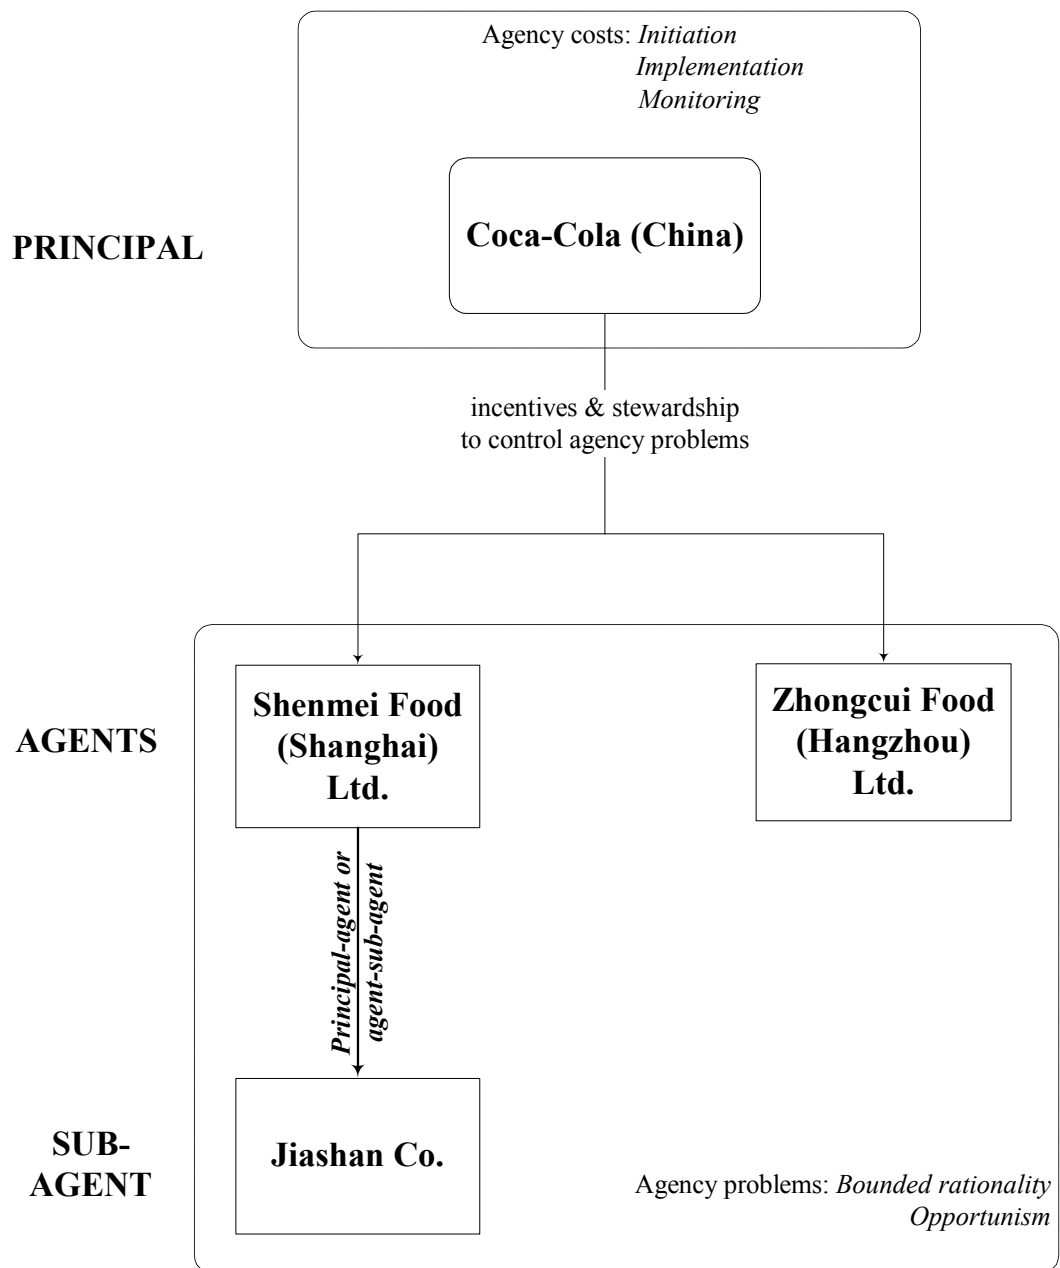 Agency costs: Initiation
Implementation
Monitoring
PRINCIPAL
Coca-Cola (China)
incentives & stewardship
to control agency problems
AGENTS
Shenmei Food
(Shanghai)
Ltd.
Zhongcui Food
(Hangzhou)
Ltd.
Principal-agent or
agent-sub-agent
SUB-
AGENT
Jiashan Co.
Agency problems: Bounded rationality
Opportunism